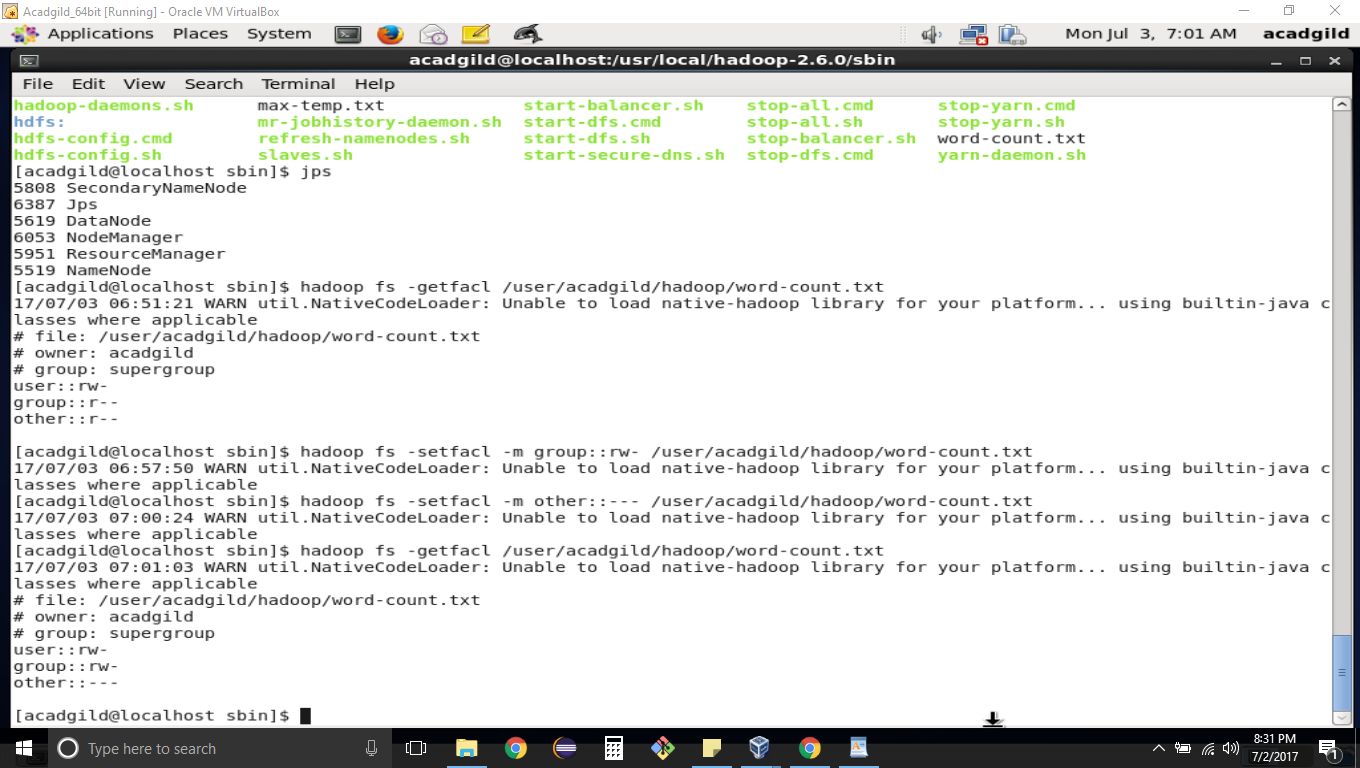 Acadgild_64bit [Running] - Oracle VM VirtualBox
Applications Places System Mon Jul 3, 7:01 AM acadgild
acadgild@localhost:/usr/local/hadoop-2.6.0/sbin
File Edit View Search Terminal Help
hadoop-daemons.sh max-temp.txt start-balancer.sh stop-all.cmd stop-yarn.cmd
hdfs: mr-jobhistory-daemon.sh start-dfs.cmd stop-all.sh stop-yarn.sh
hdfs-config.cmd refresh-namenodes.sh start-dfs.sh stop-balancer.sh word-count.txt
hdfs-config.sh slaves.sh start-secure-dns.sh stop-dfs.cmd yarn-daemon.sh
[acadgild@localhost sbin]$ jps
5808 SecondaryNameNode
6387 Jps
5619 DataNode
6053 NodeManager
5951 ResourceManager
5519 NameNode
[acadgild@localhost sbin]$ hadoop fs -getfacl /user/acadgild/hadoop/word-count.txt
17/07/03 06:51:21 WARN util.NativeCodeLoader: Unable to load native-hadoop library for your platform... using builtin-java c
lasses where applicable
# file: /user/acadgild/hadoop/word-count.txt
# owner: acadgild
# group: supergroup
user::rw-
group::r--
other::r--
[acadgild@localhost sbin]$ hadoop fs -setfacl -m group::rw- /user/acadgild/hadoop/word-count.txt
17/07/03 06:57:50 WARN util.NativeCodeLoader: Unable to load native-hadoop library for your platform... using builtin-java c
lasses where applicable
[acadgild@localhost sbin]$ hadoop fs -setfacl -m other::--- /user/acadgild/hadoop/word-count.txt
17/07/03 07:00:24 WARN util.NativeCodeLoader: Unable to load native-hadoop library for your platform... using builtin-java c
lasses where applicable
[acadgild@localhost sbin]$ hadoop fs -getfacl /user/acadgild/hadoop/word-count.txt
17/07/03 07:01:03 WARN util.NativeCodeLoader: Unable to load native-hadoop library for your platform... using builtin-java c
lasses where applicable
# file: /user/acadgild/hadoop/word-count.txt
# owner: acadgild
# group: supergroup
user::rw-
group::rw-
other::---
[acadgild@localhost sbin]$
Type here to search
8:31 PM
7/2/2017
1